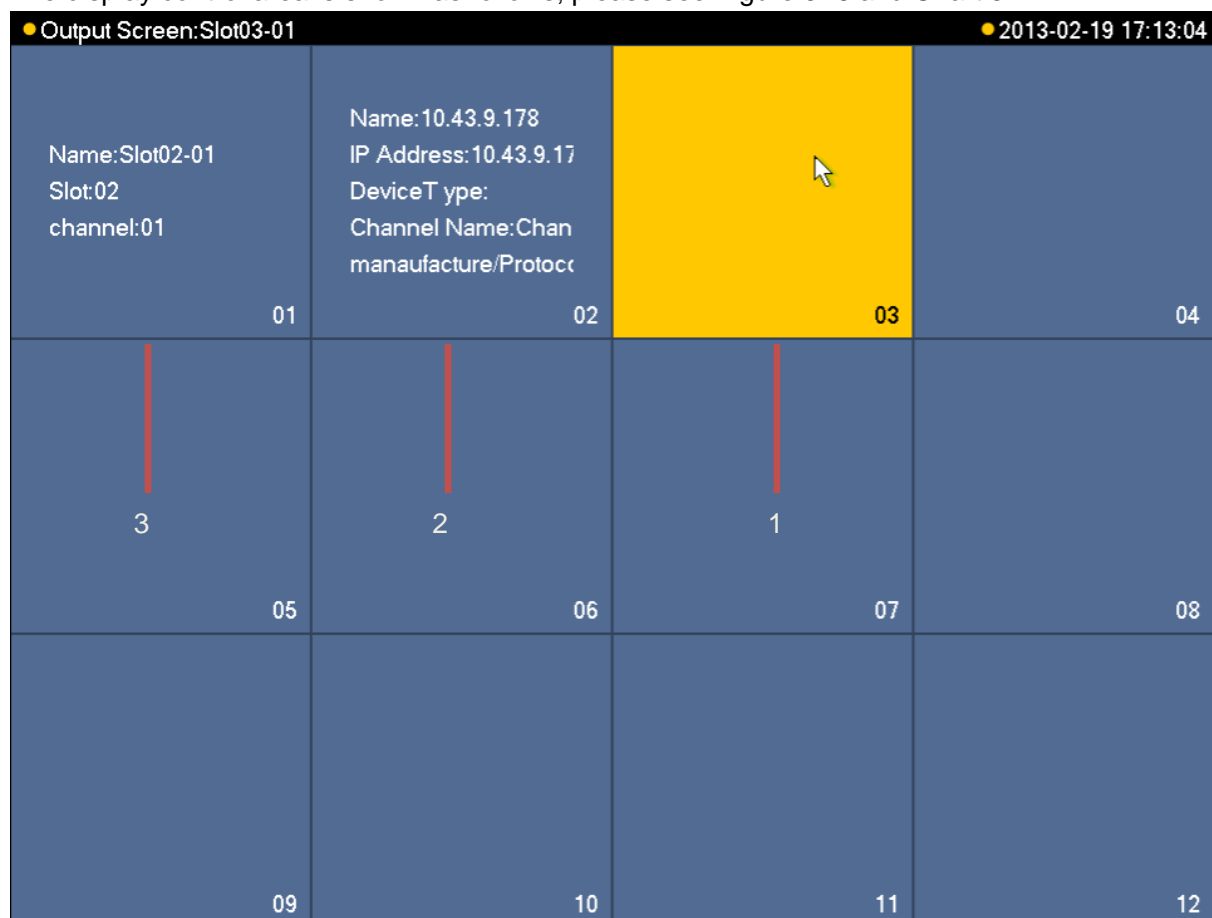 Output Screen:Slot03-01
2013-02-19 17:13:04
Name:Slot02-01
Slot:02
channel:01
01
Name:10.43.9.178
IP Address:10.43.9.17
DeviceT ype:
Channel Name:Chan
manaufacture/Protoc
02
03
04
3
2
1
05
06
07
08
09
10
11
12